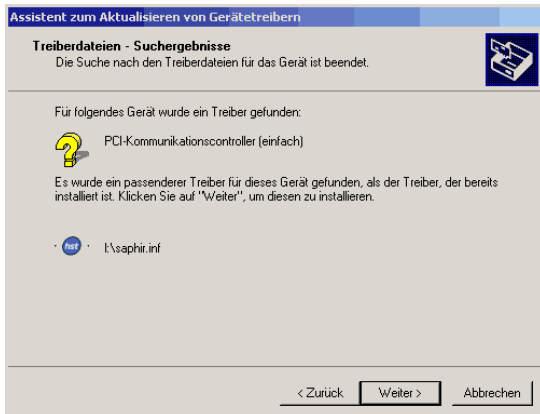 Assistent zum Aktualisieren von Gerätetreibern
Treiberdateien - Suchergebnisse
Die Suche nach den Treiberdateien für das Gerät ist beendet.
Für folgendes Gerät wurde ein Treiber gefunden:
PCI-Kommunikationscontroller (einfach)
Es wurde ein passenderer Treiber für dieses Gerät gefunden, als der Treiber, der bereits
installiert ist. Klicken Sie auf "Weiter", um diesen zu installieren.
hst
I:\saphir.inf
< Zurück
Weiter >
Abbrechen